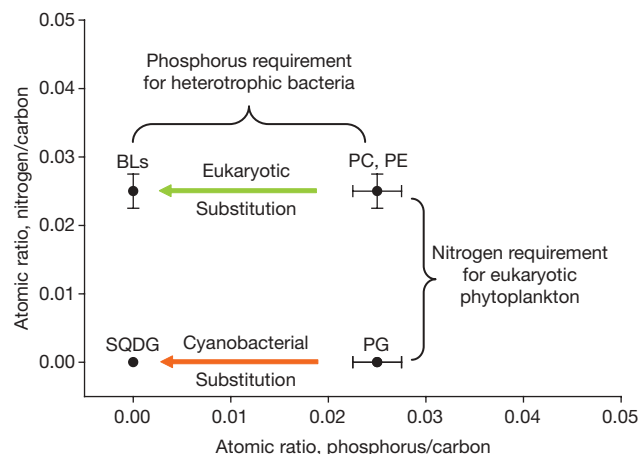 0.05
0.04
0.03
0.02
0.01
0.00
Atomic ratio, nitrogen/carbon
Phosphorus requirement
for heterotrophic bacteria
BLs
Eukaryotic
Substitution
PC, PE
Nitrogen requirement
for eukaryotic
phytoplankton
SQDG
Cyanobacterial
Substitution
PG
0.00 0.01 0.02 0.03 0.04 0.05
Atomic ratio, phosphorus/carbon